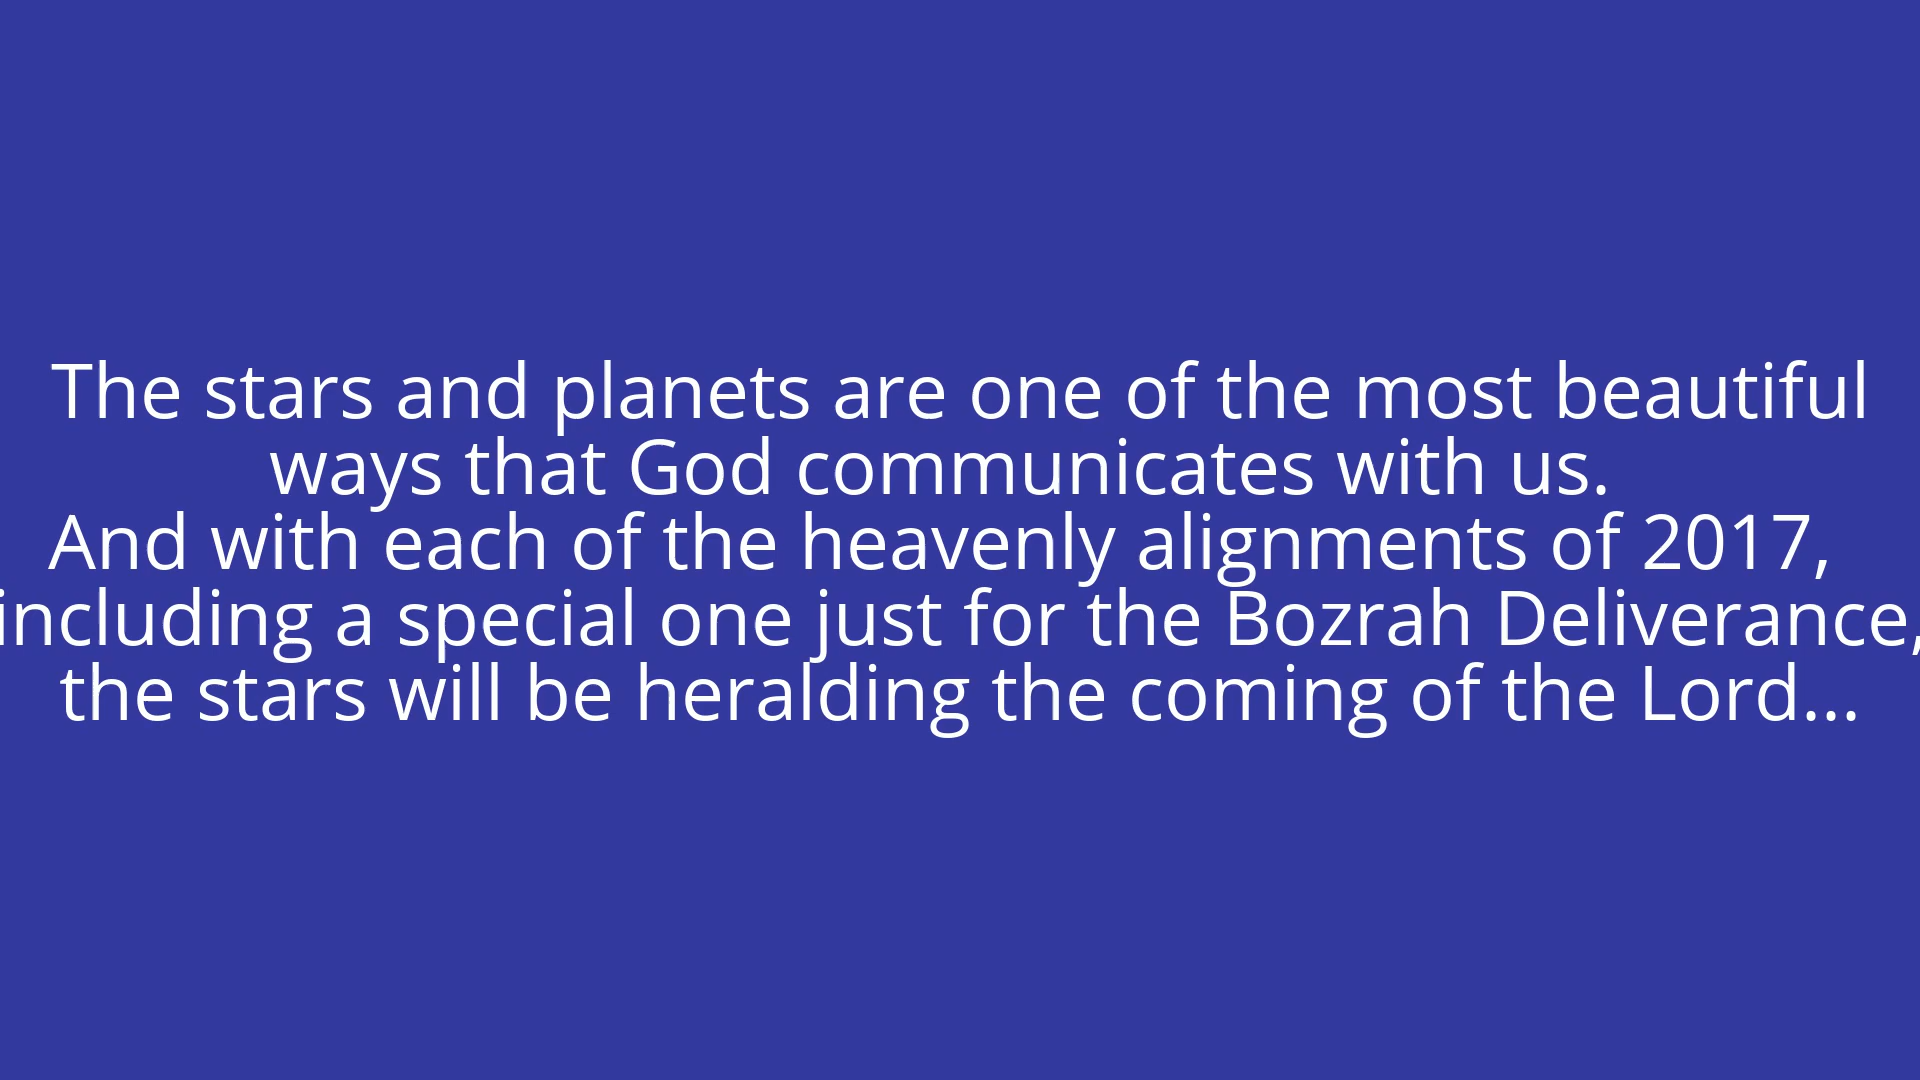 The stars and planets are one of the most beautiful
ways that God communicates with us.
And with each of the heavenly alignments of 2017,
including a special one just for the Bozrah Deliverance,
the stars will be heralding the coming of the Lord...